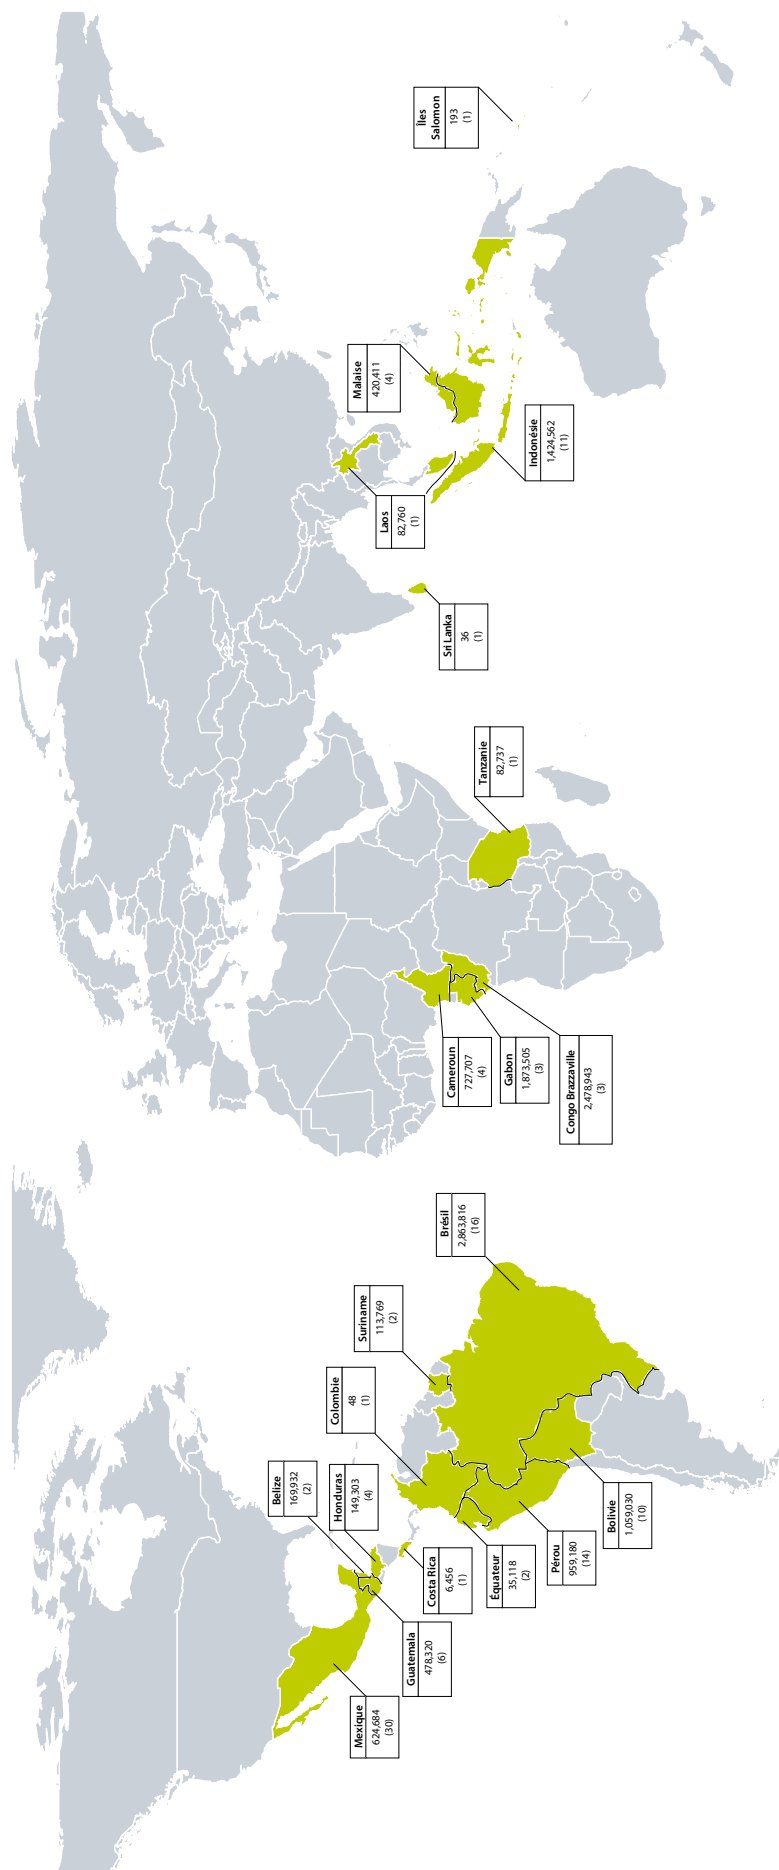 Mexique
624,684
(30)
Guatemala
478,320
(6)
Belize
169,932
(2)
Honduras
149,303
(4)
Costa Rica
6,456
(1)
Colombie
48
(1)
Suriname
113,769
(2)
Équateur
35,118
(2)
Pérou
959,180
(14)
Bolivie
1,059,030
(10)
Brésil
2,863,816
(16)
Cameroun
727,707
(4)
Gabon
1,873,505
(3)
Congo Brazzaville
2,478,943
(3)
Tanzanie
82,737
(1)
Sri Lanka
36
(1)
Laos
82,760
(1)
Malaise
420,411
(4)
Indonésie
1,424,562
(11)
Îles
Salomon
193
(1)